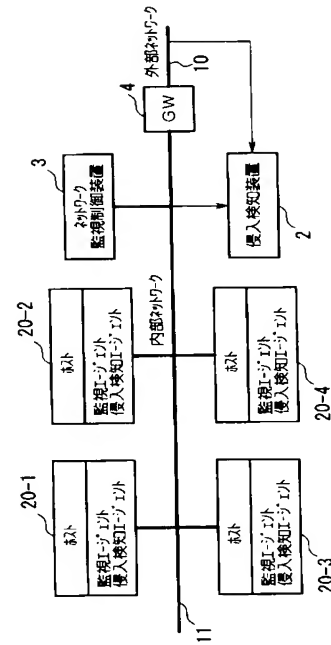 20-1
ホスト
監視エージェント
侵入検知エージェント
20-2
ホスト
監視エージェント
侵入検知エージェント
3
ネットワーク
監視制御装置
4
GW
外部ネットワーク
10
内部ネットワーク
11
ホスト
監視エージェント
侵入検知エージェント
20-3
ホスト
監視エージェント
侵入検知エージェント
20-4
侵入検知装置
2